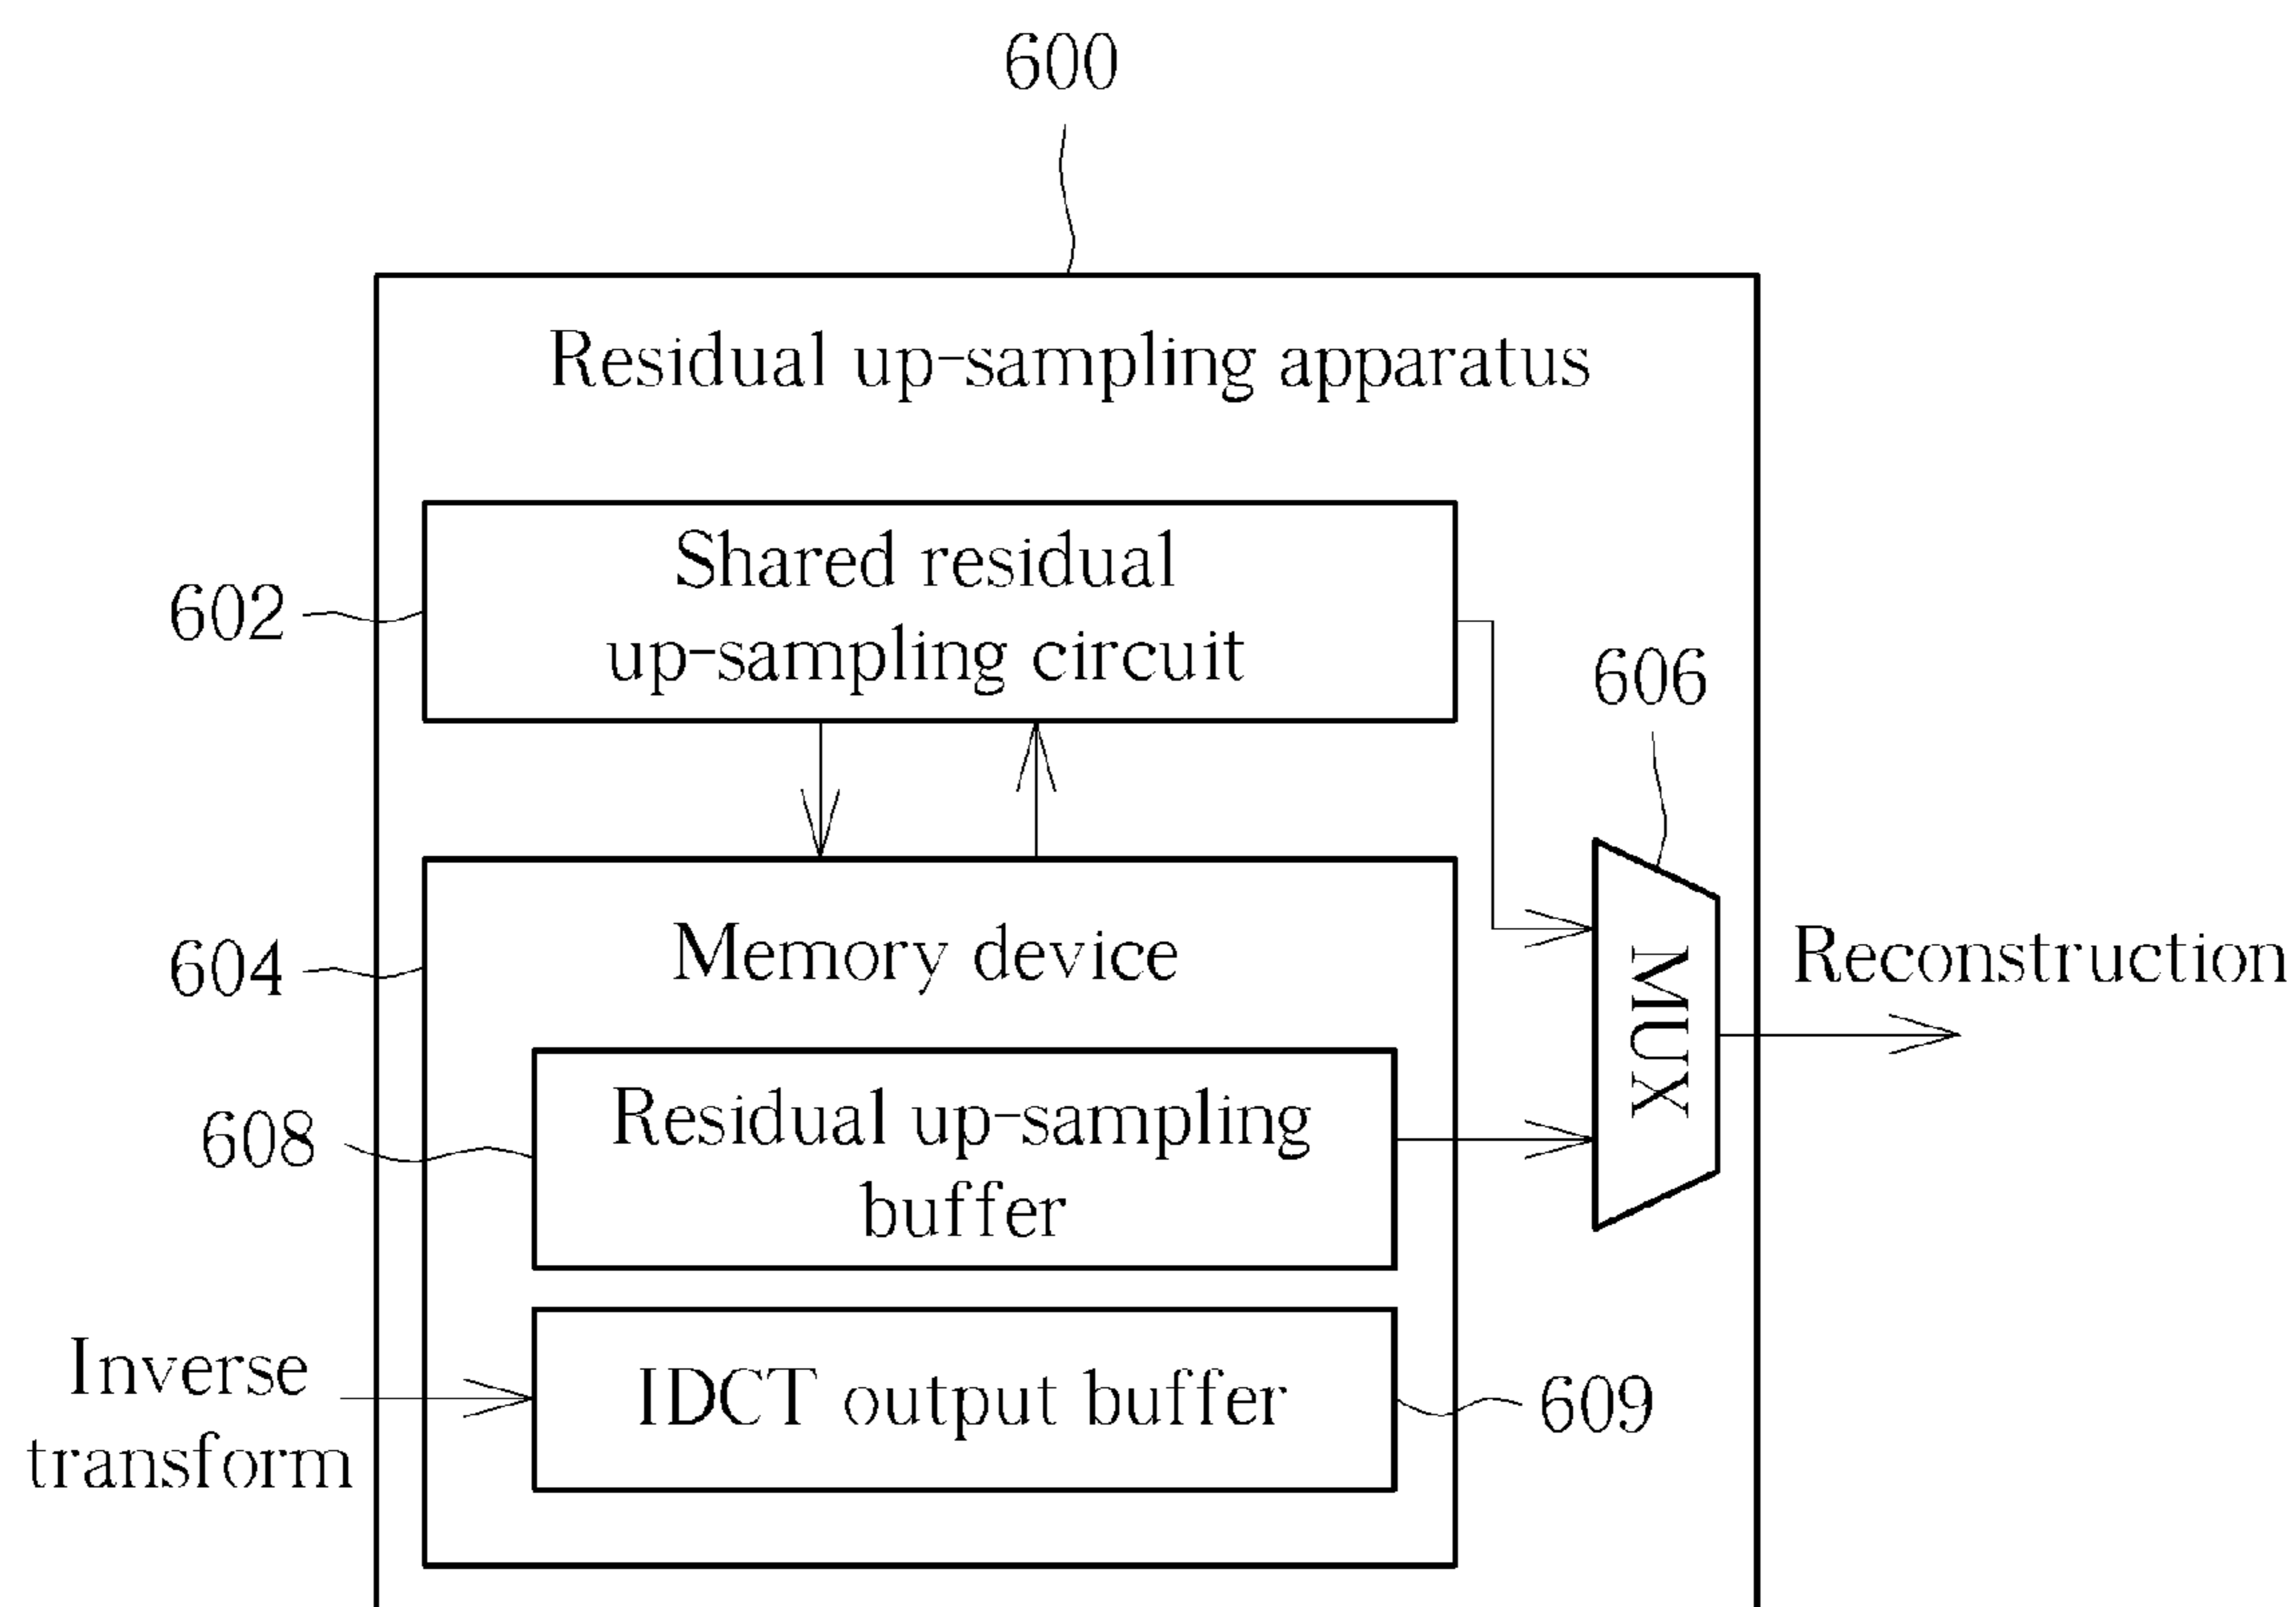 600
Residual up-sampling apparatus
Shared residual
up-sampling circuit
602
606
Memory device
604
MUX
Reconstruction
Residual up-sampling
buffer
608
Inverse
transform
IDCT output buffer
609